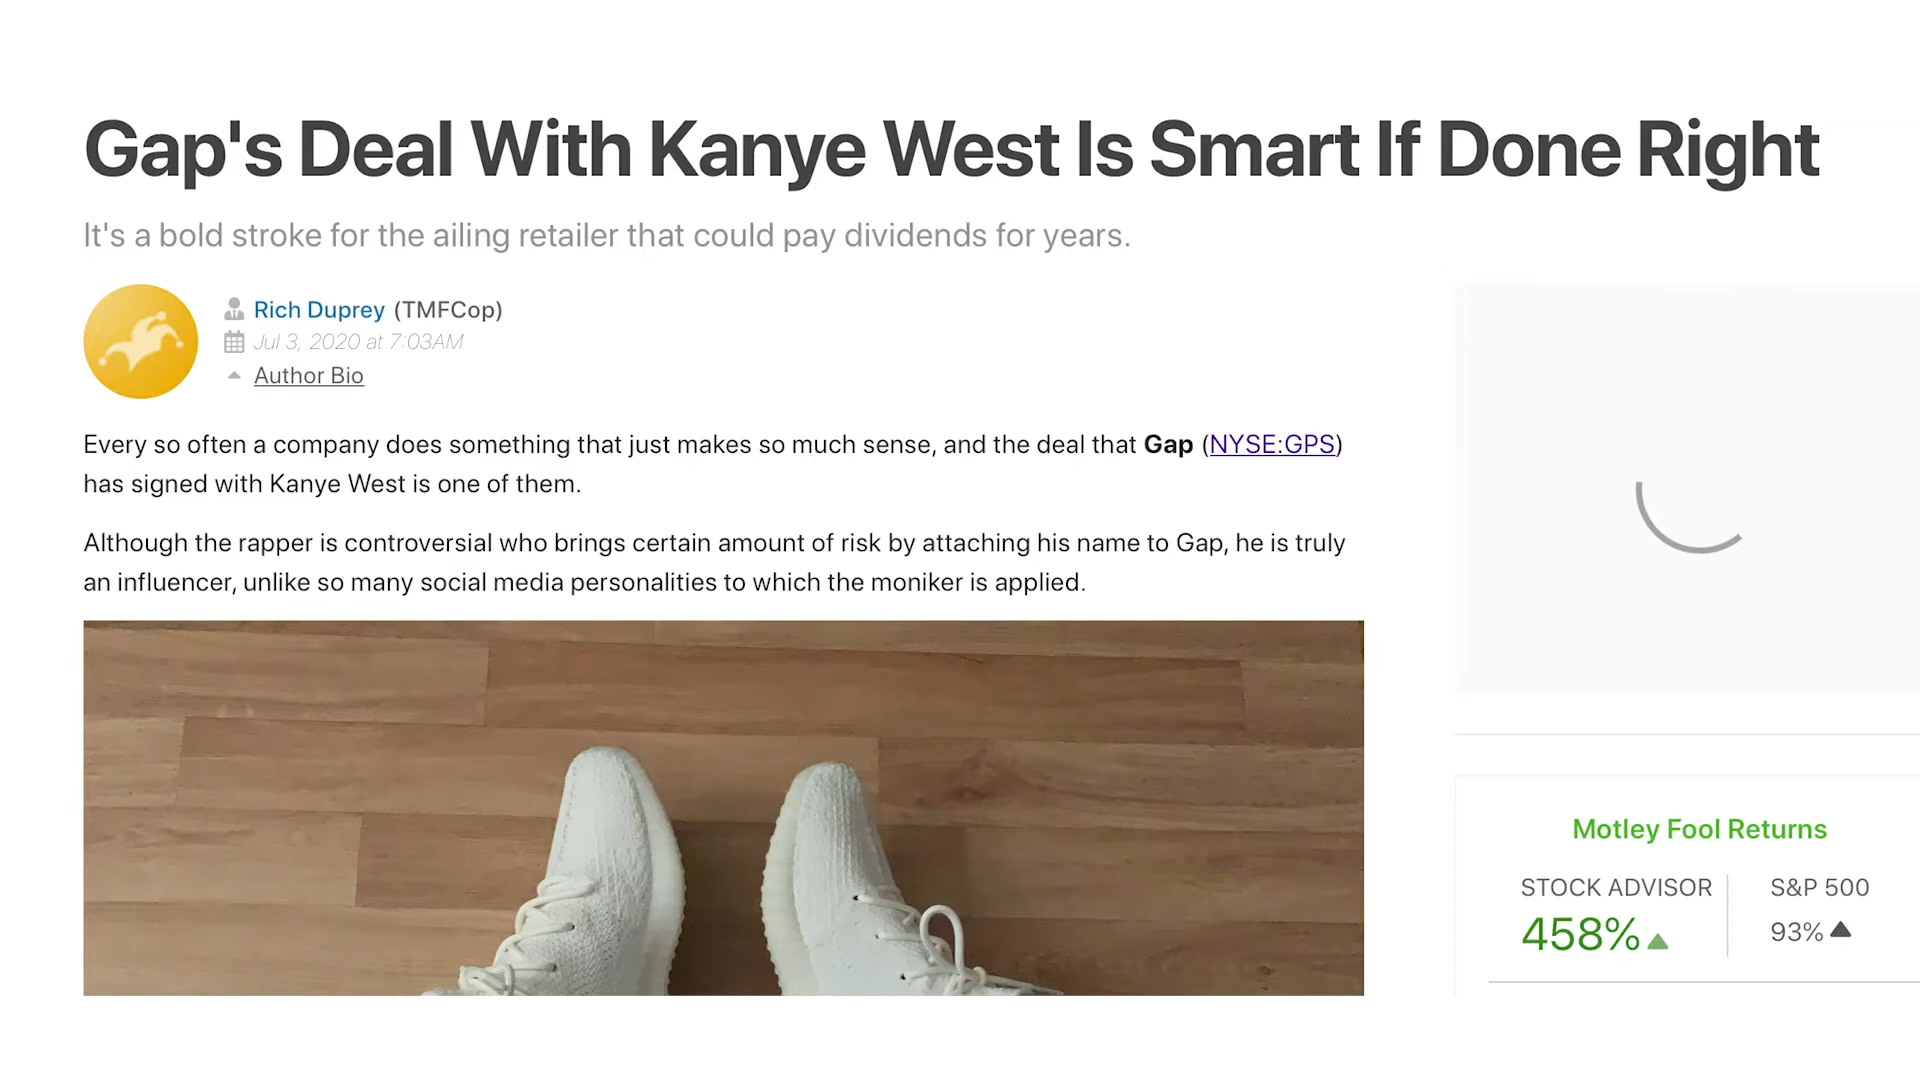 Gap's Deal With Kanye West Is Smart If Done Right
It's a bold stroke for the ailing retailer that could pay dividends for years.
Rich Duprey (TMFCop)
Jul 3, 2020 at 7:03AM
Author Bio
Every so often a company does something that just makes so much sense, and the deal that Gap (NYSE:GPS)
has signed with Kanye West is one of them.
Although the rapper is controversial who brings certain amount of risk by attaching his name to Gap, he is truly
an influencer, unlike so many social media personalities to which the moniker is applied.
Motley Fool Returns
STOCK ADVISOR
458%
S&P 500
93%